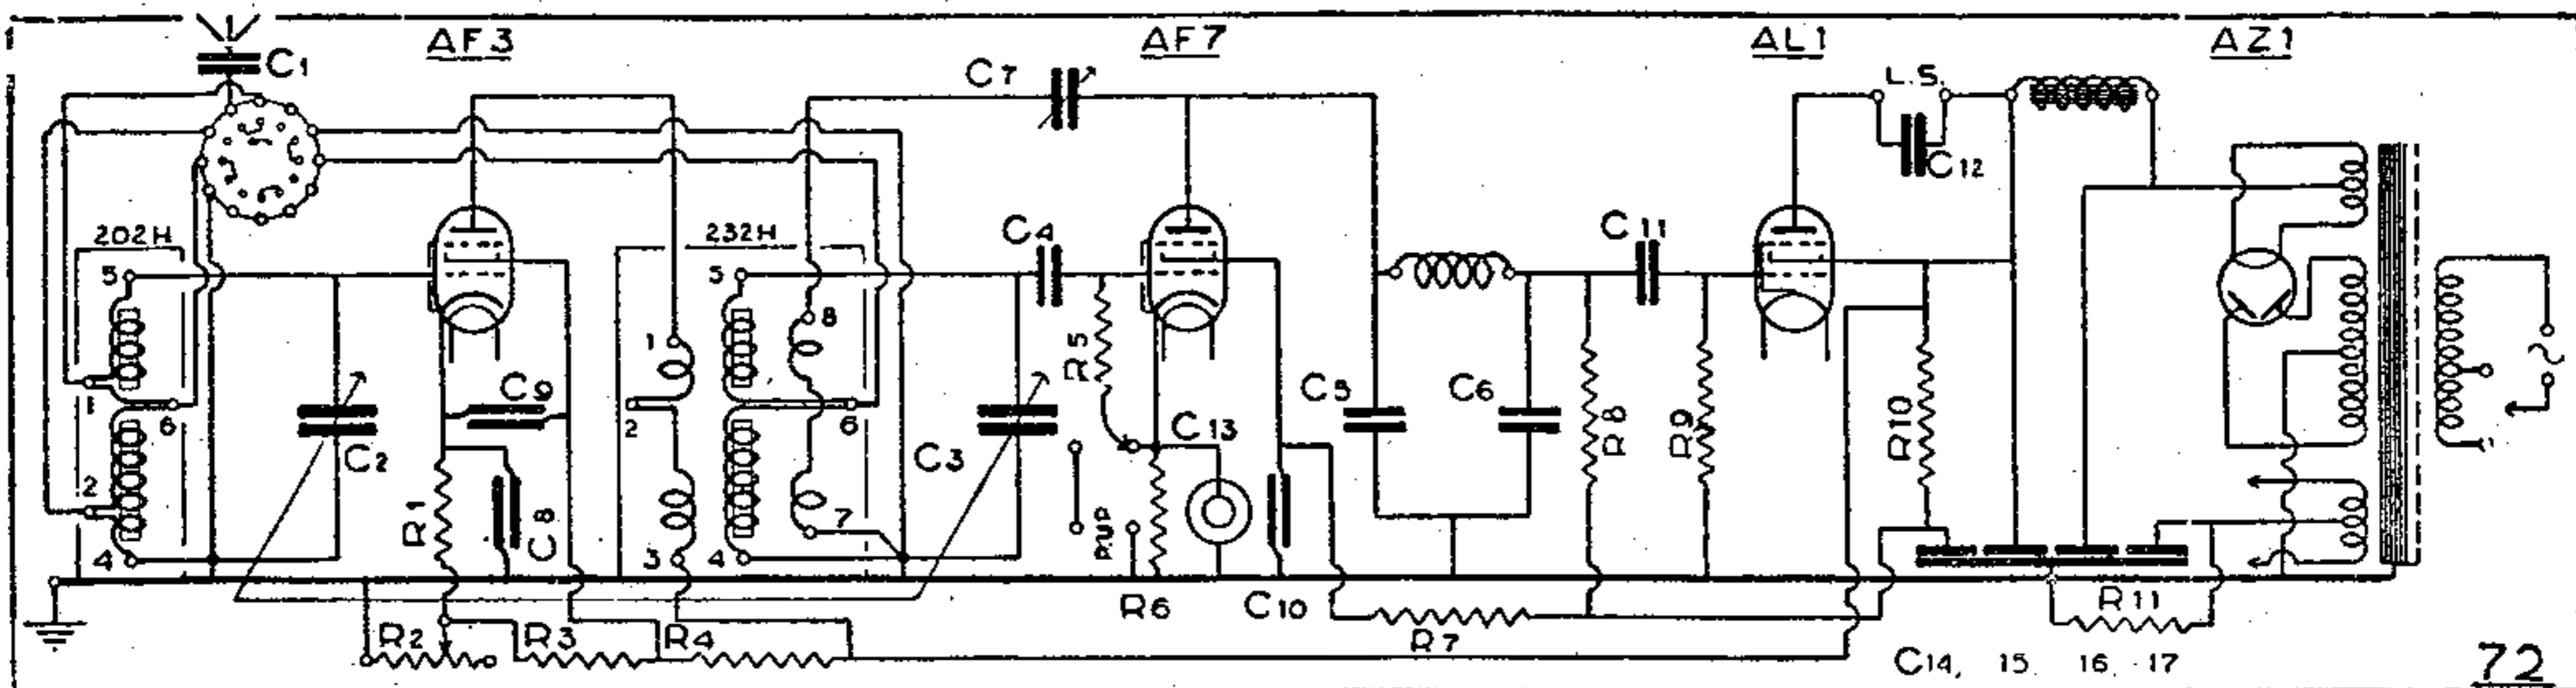 AF3 AF7 AL1 AZ1
C1 C7 L.S.
C12
202H 232H C4 C11
5 5 8
1 R5
C9 C5 C6
1 6 2 6 C13 R8 R9 R10
C2 C3
2 R1 C8 7 P.UP
4 3 4
R6 C10 R11
R2 R3 R4 R7
C14, 15. 16. 17 72